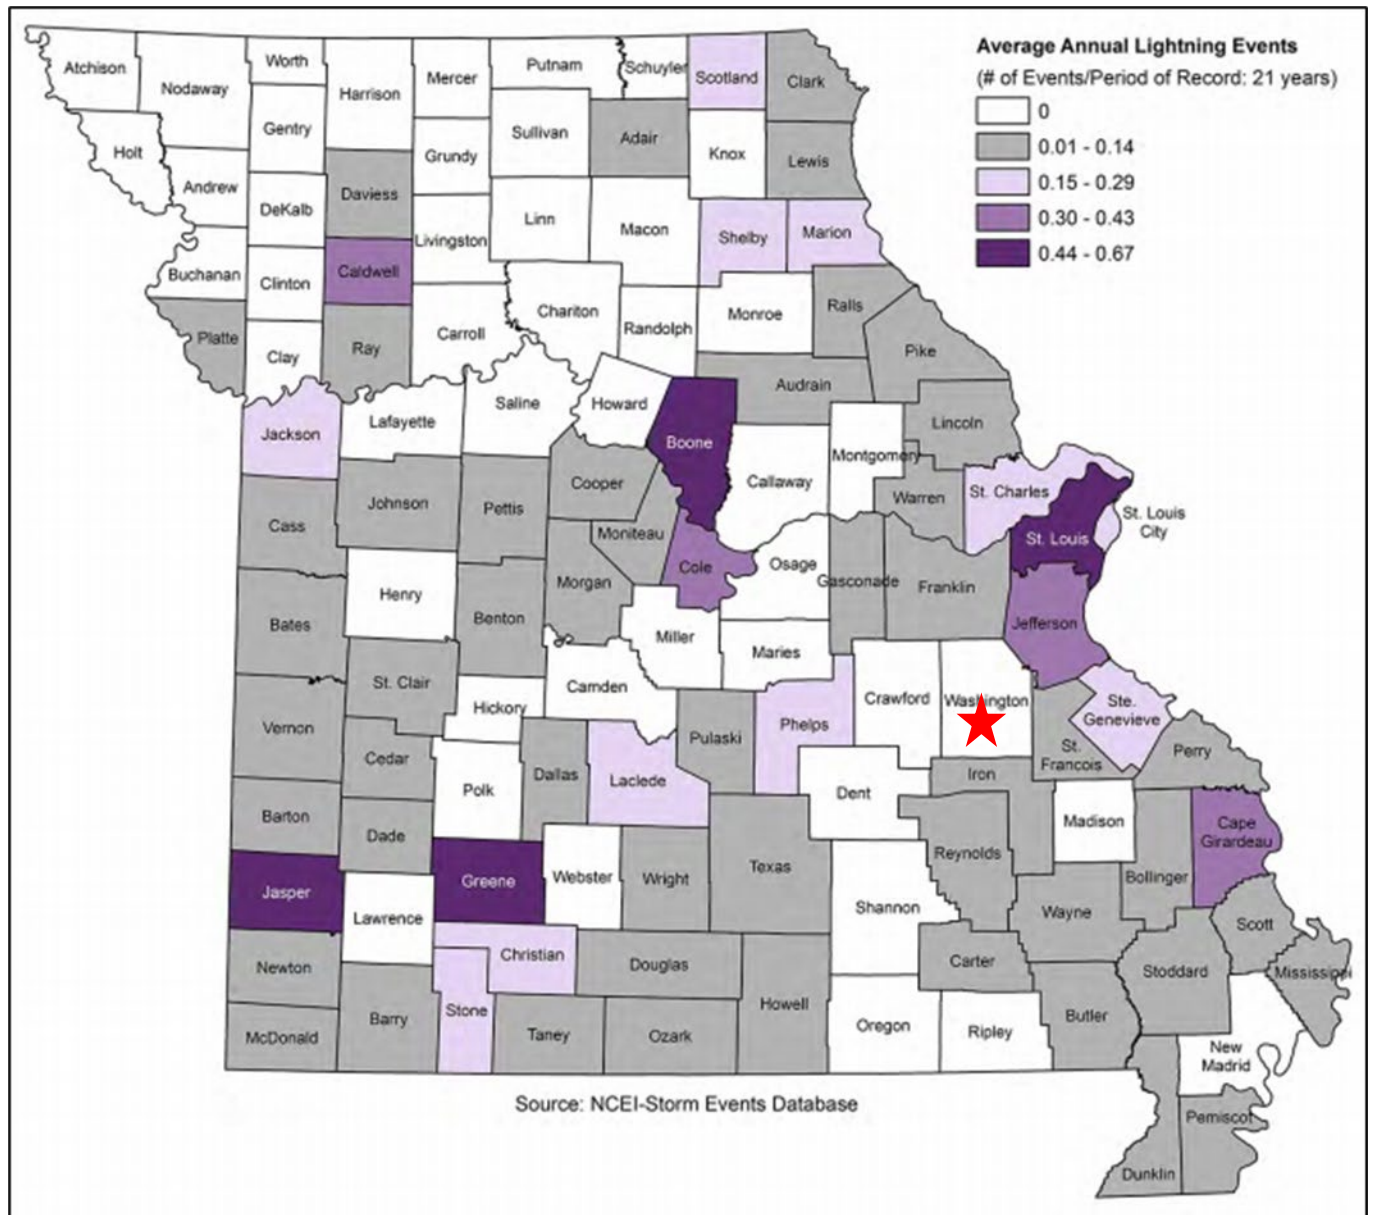 Average Annual Lightning Events
(# of Events/Period of Record: 21 years)
0
0.01 - 0.14
0.15 - 0.29
0.30 - 0.43
0.44 - 0.67
Atchison
Nodaway
Worth
Harrison
Mercer
Putnam
Schuyler
Scotland
Clark
Gentry
Sullivan
Adair
Knox
Lewis
Holt
Andrew
DeKalb
Daviess
Grundy
Linn
Macon
Shelby
Marion
Livingston
Buchanan
Clinton
Caldwell
Chariton
Randolph
Monroe
Ralls
Platte
Clay
Ray
Carroll
Pike
Audrain
Jackson
Lafayette
Saline
Howard
Boone
Lincoln
Callaway
Montgomery
Warren
St. Charles
St. Louis
City
St. Louis
Cass
Johnson
Pettis
Cooper
Moniteau
Cole
Osage
Gasconade
Franklin
Jefferson
Henry
Morgan
Bates
Benton
Miller
Maries
St. Clair
Camden
Hickory
Pulaski
Phelps
Crawford
Washington
Ste.
Genevieve
St.
Francois
Perry
Vernon
Cedar
Polk
Dallas
Laclede
Dent
Iron
Barton
Dade
Madison
Cape
Girardeau
Jasper
Greene
Webster
Wright
Texas
Reynolds
Bollinger
Lawrence
Shannon
Wayne
Scott
Newton
Christian
Douglas
Carter
Stoddard
Mississippi
McDonald
Barry
Stone
Taney
Ozark
Howell
Oregon
Ripley
Butler
New
Madrid
Pemiscot
Dunklin
Source: NCEI-Storm Events Database